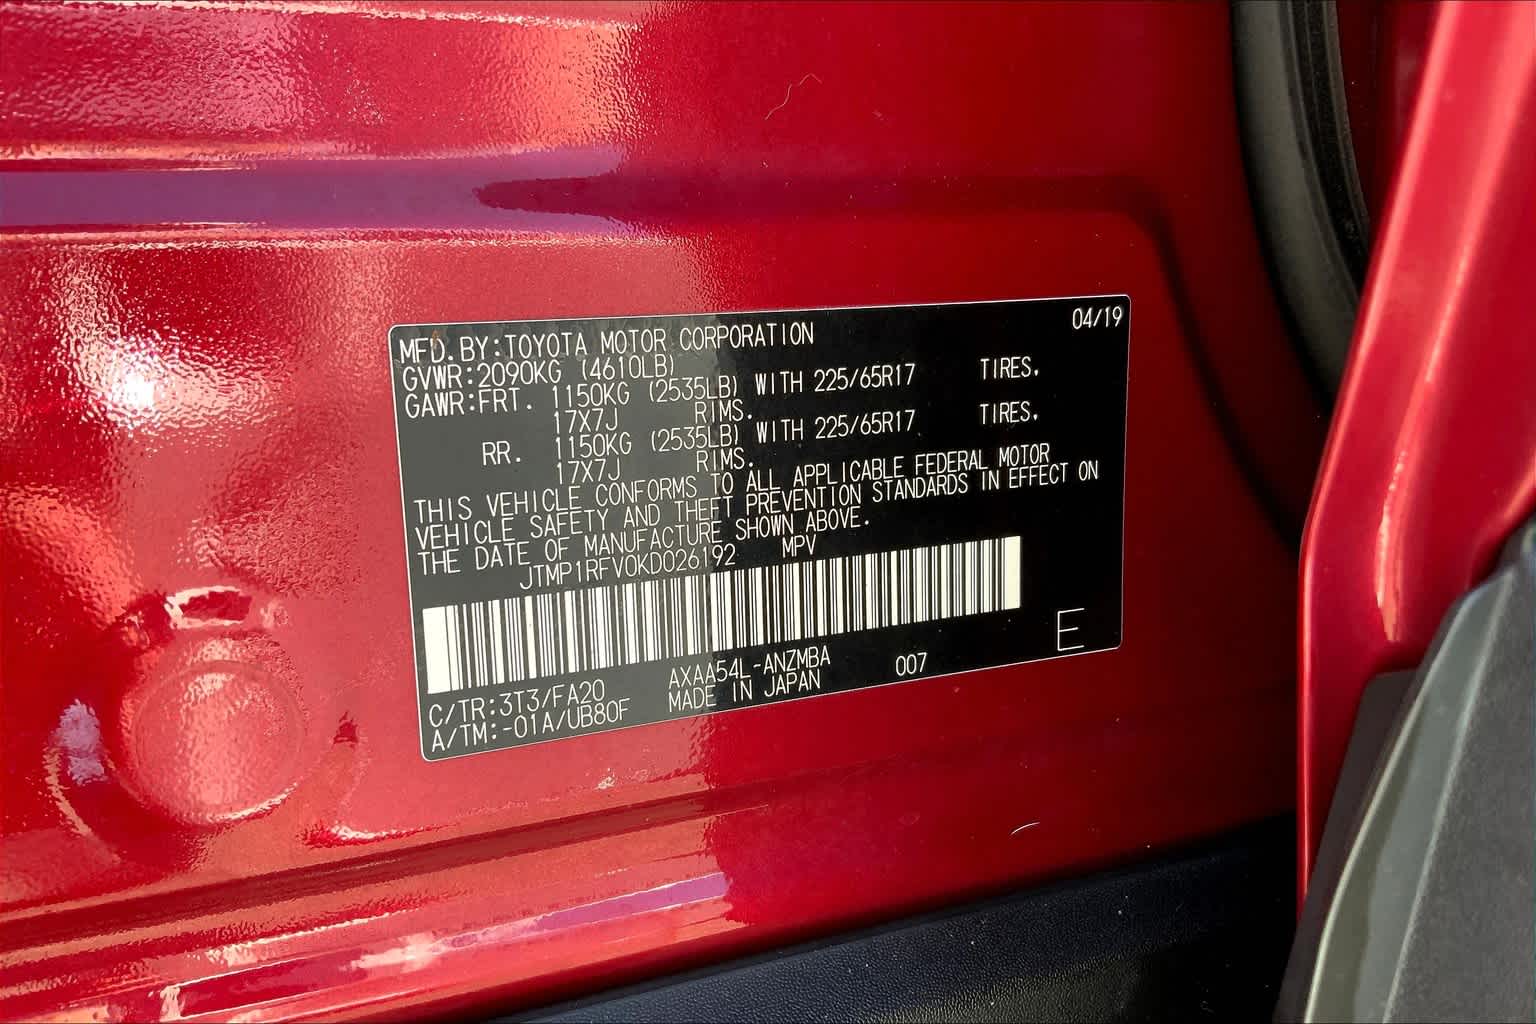 04/19
MFD. BY:TOYOTA MOTOR CORPORATION
GVWR:2090KG (4610LB)
GAWR:FRT. 1150KG (2535LB) WITH 225/65R17 TIRES,
17X7J RIMS.
RR. 1150KG (2535LB) WITH 225/65R17 TIRES,
17X7J RIMS.
THIS VEHICLE CONFORMS TO ALL APPLICABLE FEDERAL MOTOR
VEHICLE SAFETY AND THEFT PREVENTION STANDARDS IN EFFECT ON
THE DATE OF MANUFACTURE SHOWN ABOVE.
JTMP1RFV0KD026192 MPV
E
C/TR:3T3/FA20 AXAA54L-ANZMBA 007
A/TM:-01A/UB80F MADE IN JAPAN